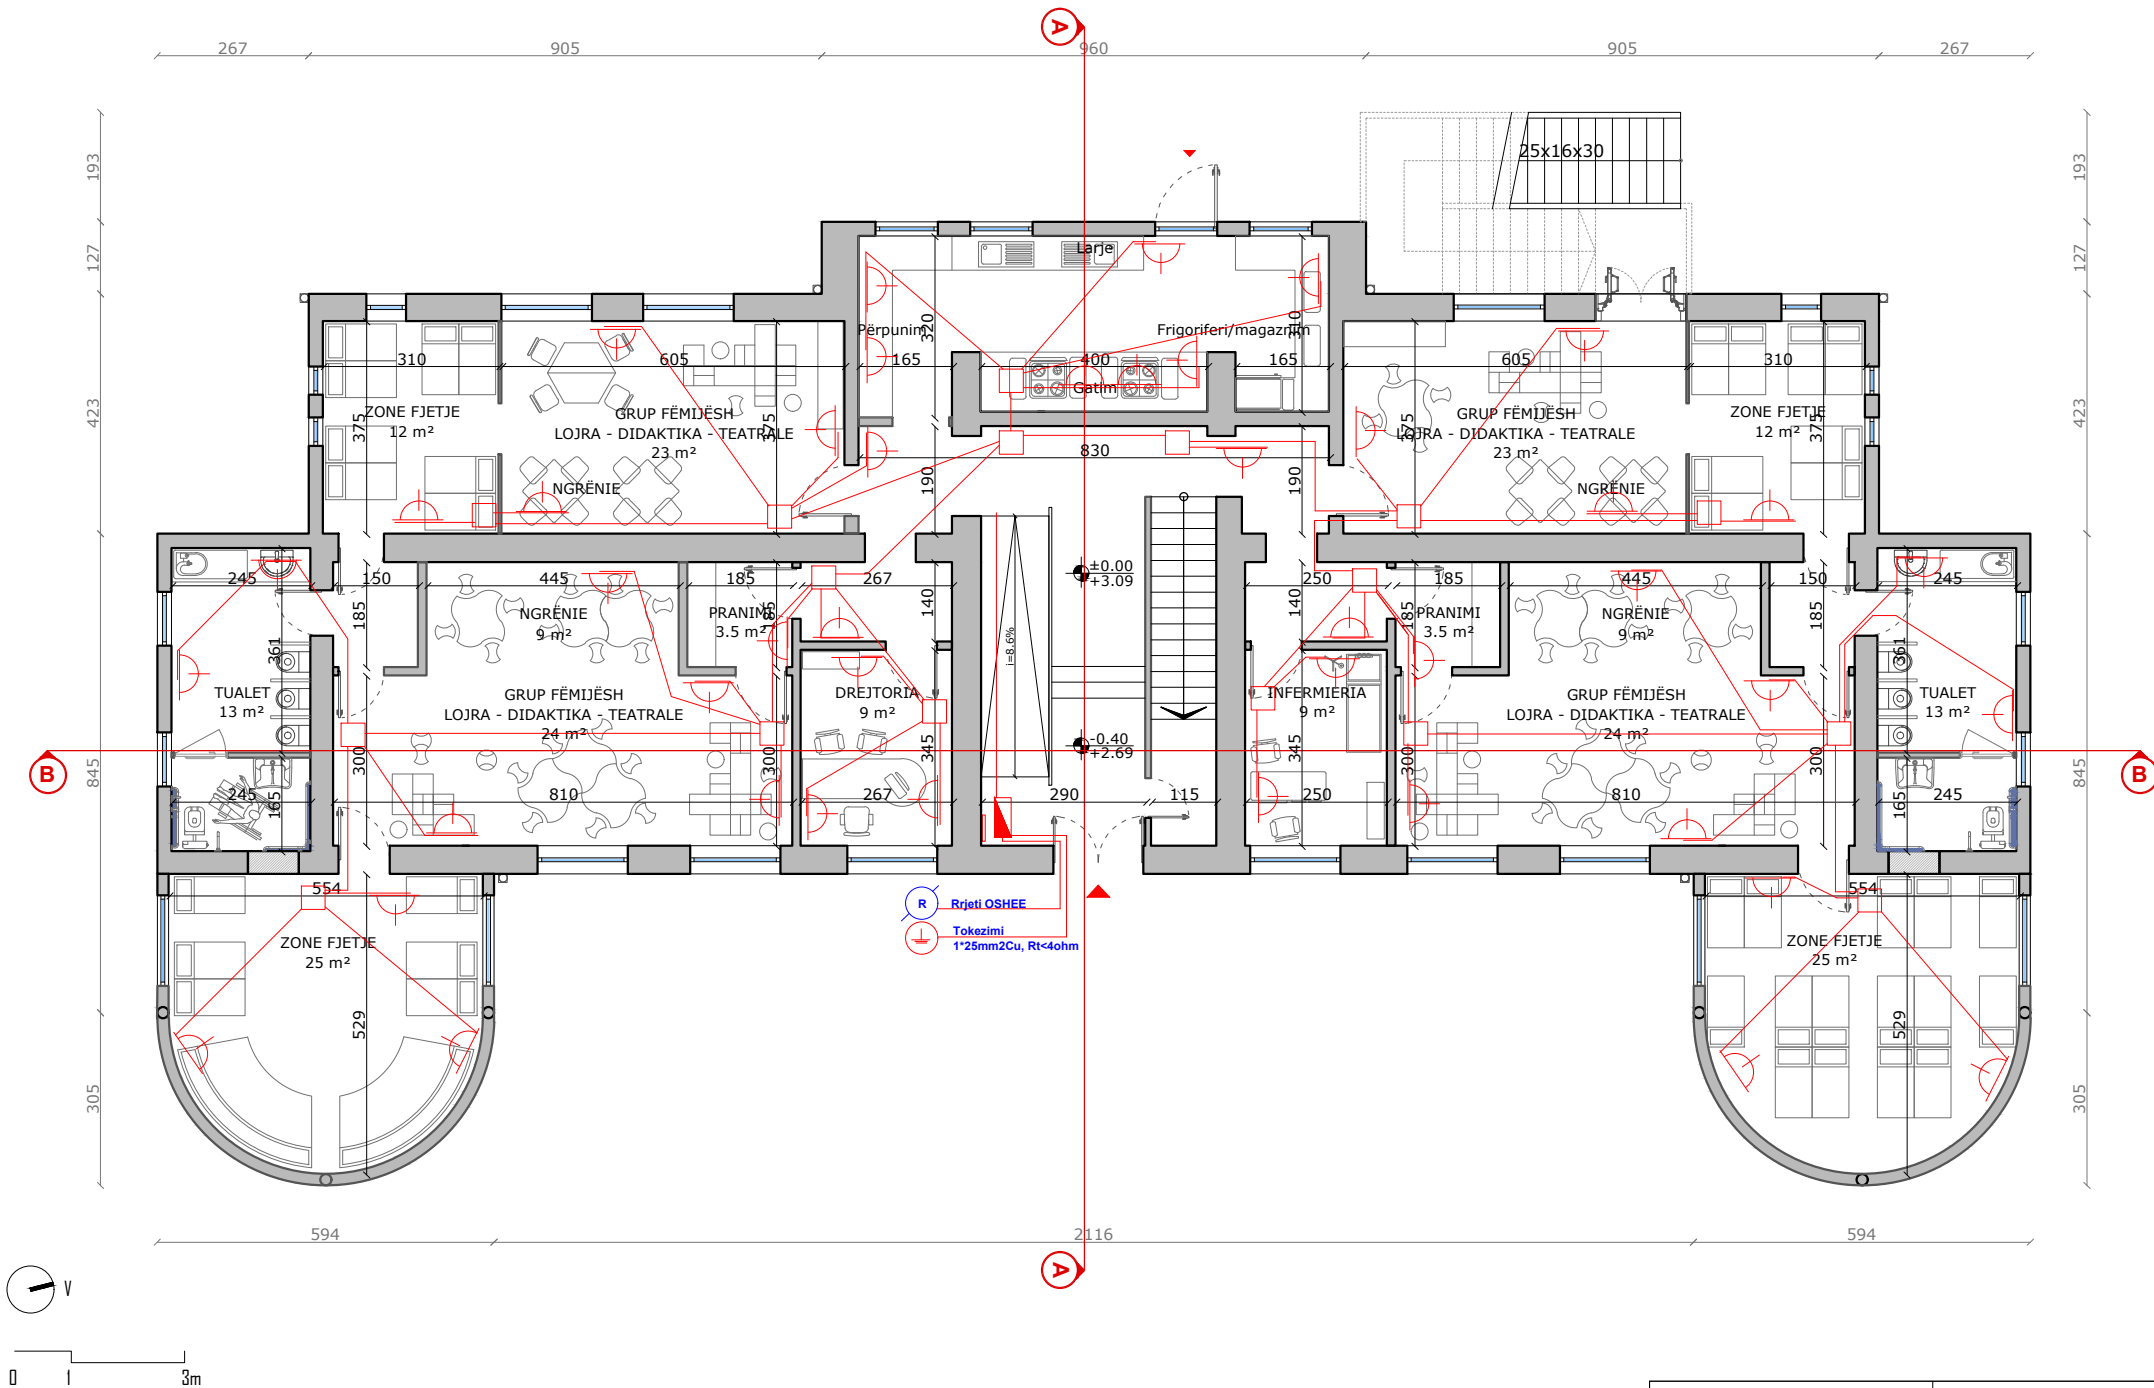 A
267
905
960
905
267
193
193
25x16x30
127
127
Larje
Përpunim
320
Frigoriferi/magazinim
310
310
605
165
400
165
605
310
Gatim
423
423
ZONE FJETJE
12 m²
375
GRUP FËMIJËSH
LOJRA - DIDAKTIKA - TEATRALE
23 m²
375
GRUP FËMIJËSH
LOJRA - DIDAKTIKA - TEATRALE
23 m²
375
ZONE FJETJE
12 m²
375
830
190
190
NGRËNIE
NGRËNIE
245
150
445
185
267
±0.00
+3.09
250
185
445
150
245
185
NGRËNIE
9 m²
PRANIMI
3.5 m²
185
140
i=8.6%
140
185
PRANIMI
3.5 m²
NGRËNIE
9 m²
185
361
361
TUALET
13 m²
GRUP FËMIJËSH
LOJRA - DIDAKTIKA - TEATRALE
24 m²
DREJTORIA
9 m²
INFERMIERIA
9 m²
GRUP FËMIJËSH
LOJRA - DIDAKTIKA - TEATRALE
24 m²
TUALET
13 m²
-0.40
+2.69
300
300
345
345
300
300
B
B
845
845
245
165
810
267
290
115
250
810
165
245
554
R
Rrjeti OSHEE
554
Tokezimi
1*25mm2Cu, Rt<4ohm
ZONE FJETJE
25 m²
ZONE FJETJE
25 m²
529
529
305
305
594
2116
594
A
V
0 1 3m